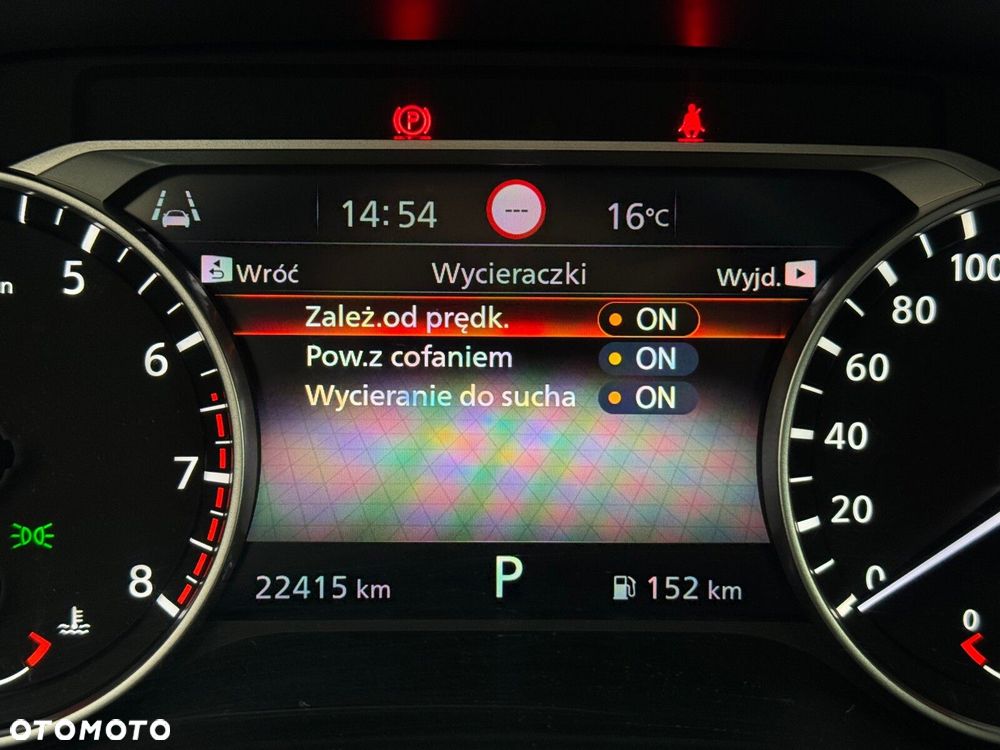 P
14:54 --- 16°C
Wróć Wycieraczki Wyjd.
Zależ.od prędk. ON
Pow.z cofaniem ON
Wycieranie do sucha ON
5
6
7
8
100
80
60
40
20
0
0
22415 km P 152 km
OTOMOTO